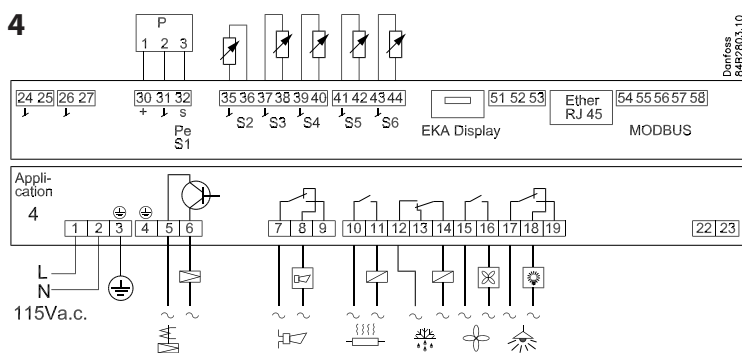 4
P
1 2 3
Danfoss
84B2803.10
24 25 26 27 30 31 32 35 36 37 38 39 40 41 42 43 44 51 52 53 54 55 56 57 58
+ s S2 S3 S4 S5 S6
Pe
S1
EKA Display
Ether
RJ 45
MODBUS
Appli-
cation
4
1 2 3 4 5 6 7 8 9 10 11 12 13 14 15 16 17 18 19 22 23
L
N
115Va.c.